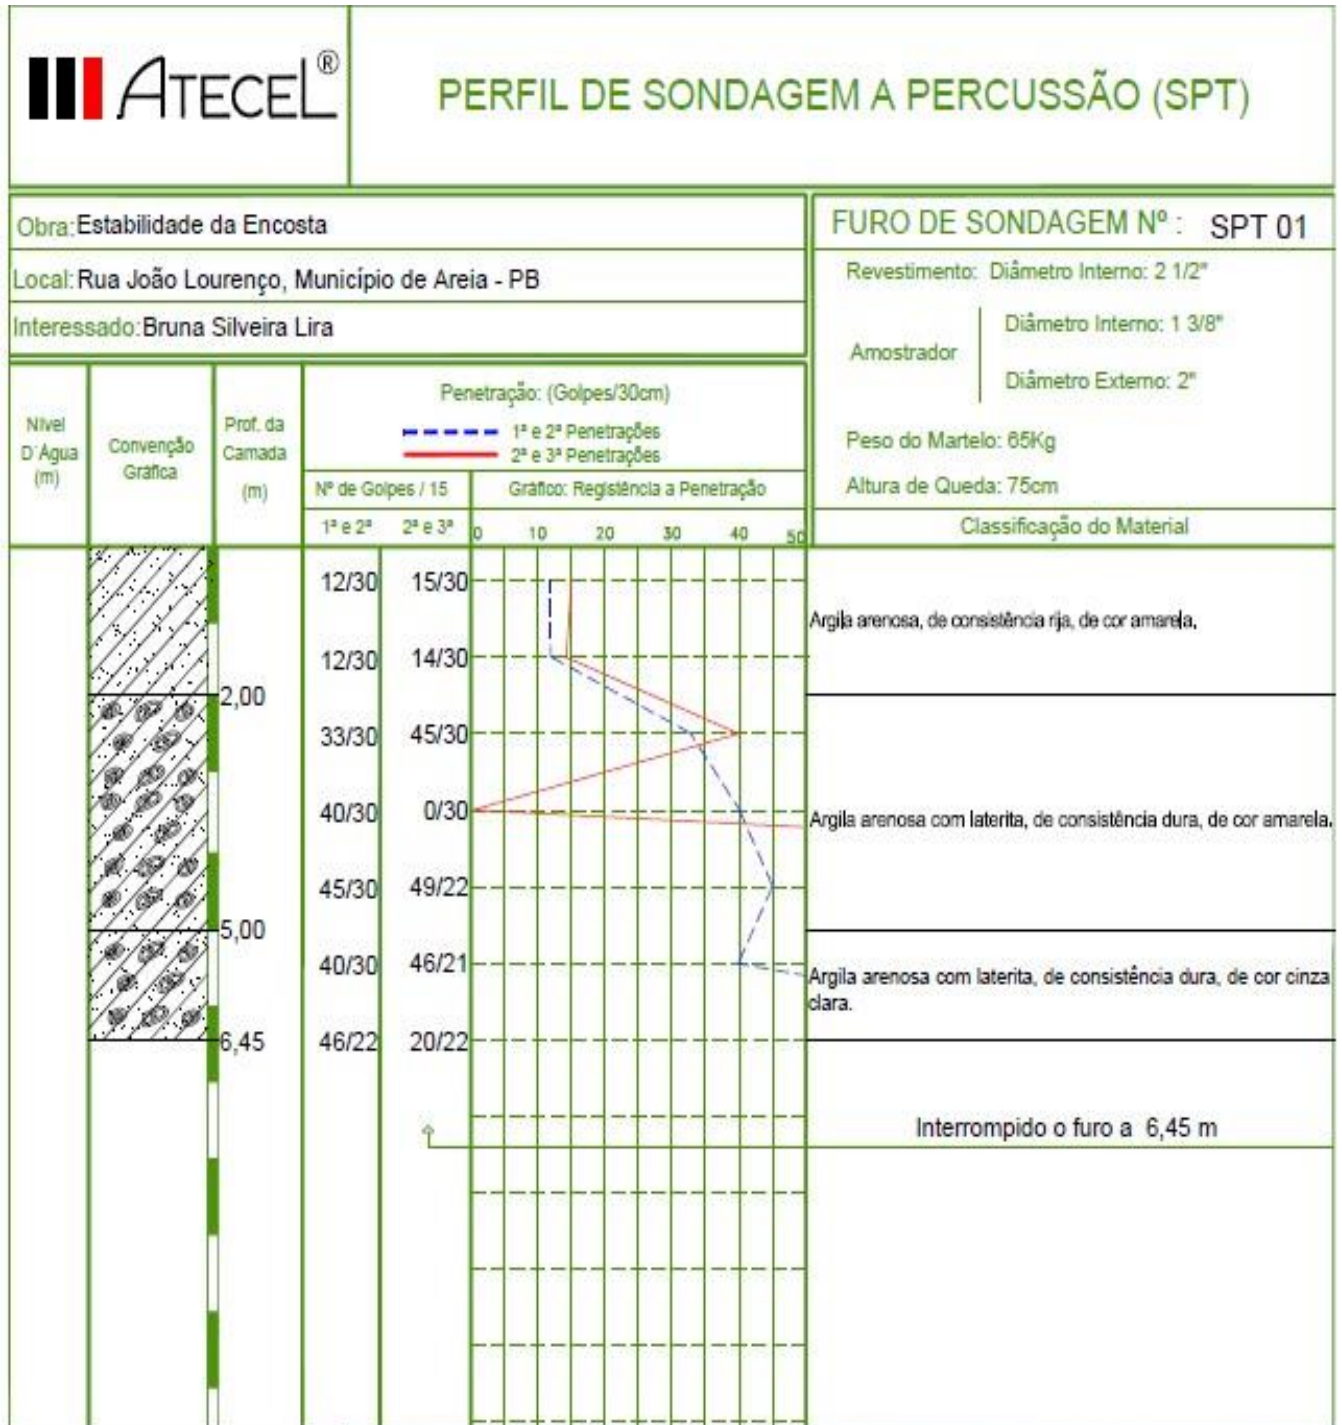 ATECEL®
PERFIL DE SONDAGEM A PERCUSSÃO (SPT)
Obra: Estabilidade da Encosta
Local: Rua João Lourenço, Município de Areia - PB
Interessado: Bruna Silveira Lira
FURO DE SONDAGEM Nº : SPT 01
Revestimento: Diâmetro Interno: 2 1/2"
Amostrador
Diâmetro Interno: 1 3/8"
Diâmetro Externo: 2"
Peso do Martelo: 65Kg
Altura de Queda: 75cm
Classificação do Material
Nível
D´Agua
(m)
Convenção
Gráfica
Prof. da
Camada
(m)
Penetração: (Golpes/30cm)
1ª e 2ª Penetrações
2ª e 3ª Penetrações
Nº de Golpes / 15
Gráfico: Registência a Penetração
1ª e 2ª 2ª e 3ª
0 10 20 30 40 50
12/30 15/30
Argila arenosa, de consistência rija, de cor amarela,
12/30 14/30
2,00
33/30 45/30
40/30 0/30
Argila arenosa com laterita, de consistência dura, de cor amarela.
45/30 49/22
5,00
40/30 46/21
Argila arenosa com laterita, de consistência dura, de cor cinza
clara.
6,45
46/22 20/22
Interrompido o furo a 6,45 m